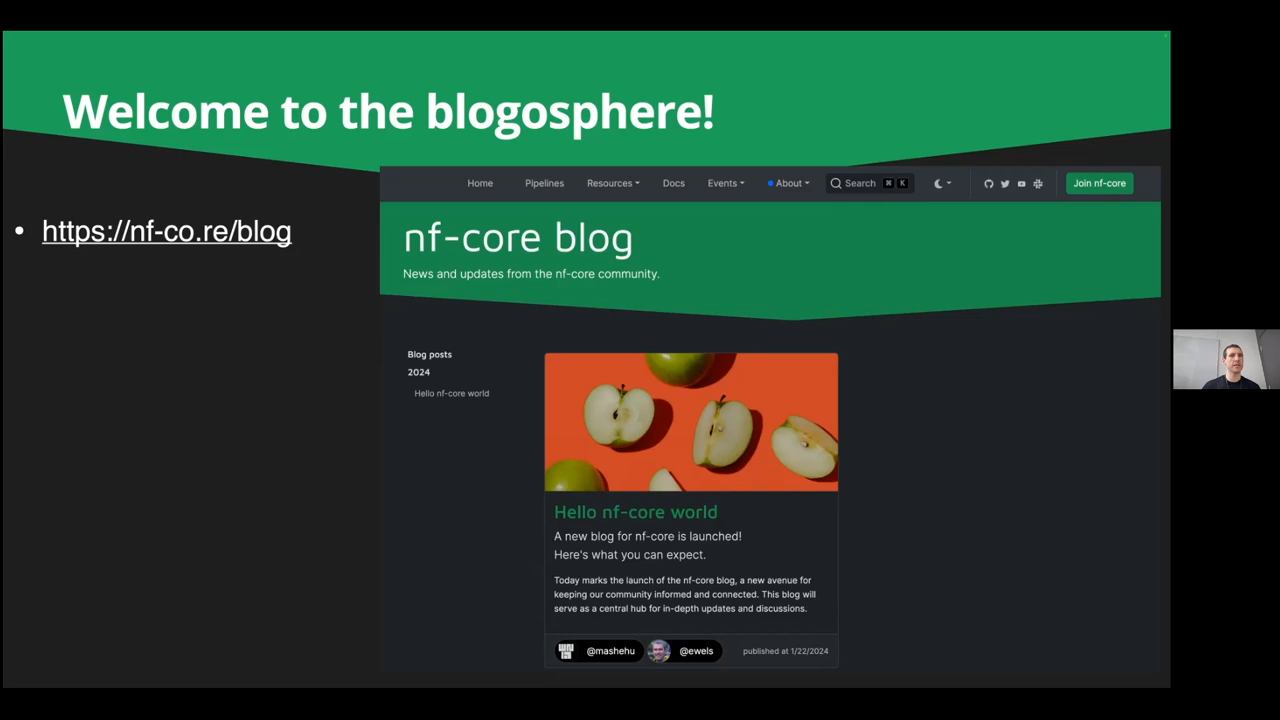 Welcome to the blogosphere!
• https://nf-co.re/blog
Home Pipelines Resources Docs Events About Search ⌘ K Join nf-core
nf-core blog
News and updates from the nf-core community.
Blog posts
2024
Hello nf-core world
Hello nf-core world
A new blog for nf-core is launched!
Here's what you can expect.
Today marks the launch of the nf-core blog, a new avenue for
keeping our community informed and connected. This blog will
serve as a central hub for in-depth updates and discussions.
@mashehu @ewels published at 1/22/2024